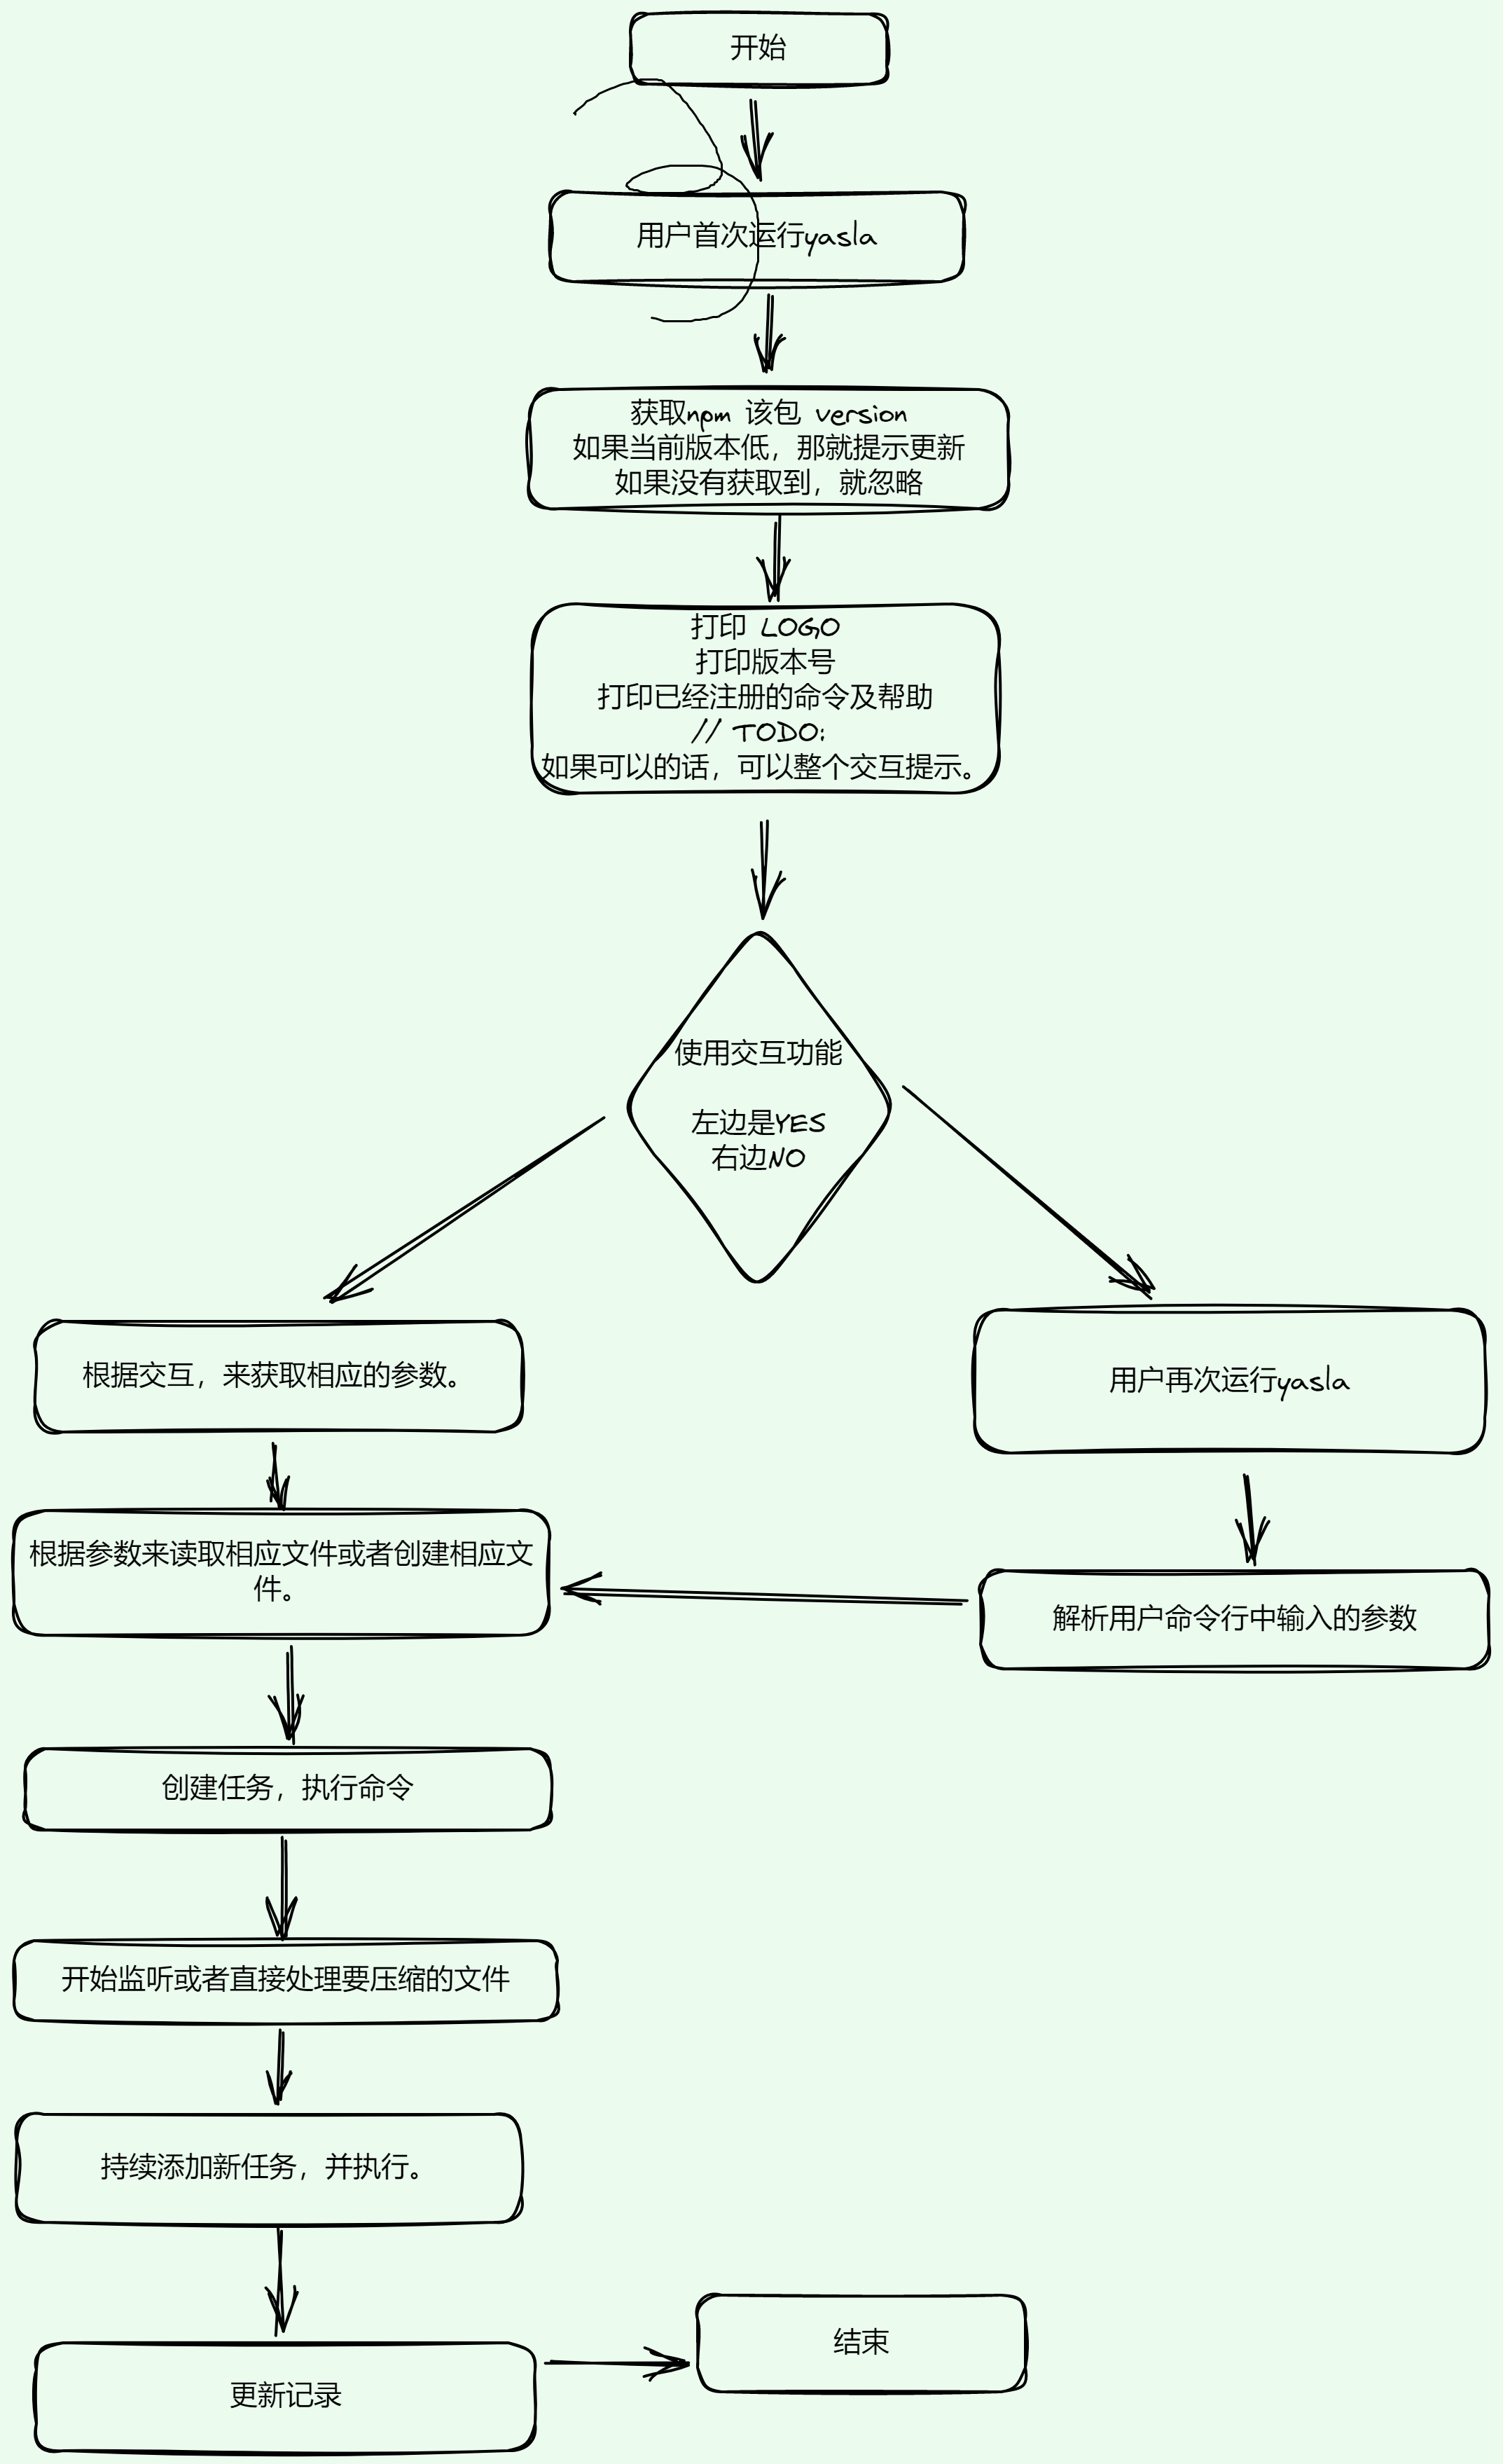 开始
用户首次运行yasla
获取npm 该包 version
如果当前版本低，那就提示更新
如果没有获取到，就忽略
打印 LOGO
打印版本号
打印已经注册的命令及帮助
// TODO:
如果可以的话，可以整个交互提示。
使用交互功能
左边是YES
右边NO
根据交互，来获取相应的参数。
用户再次运行yasla
根据参数来读取相应文件或者创建相应文
件。
解析用户命令行中输入的参数
创建任务，执行命令
开始监听或者直接处理要压缩的文件
持续添加新任务，并执行。
更新记录
结束